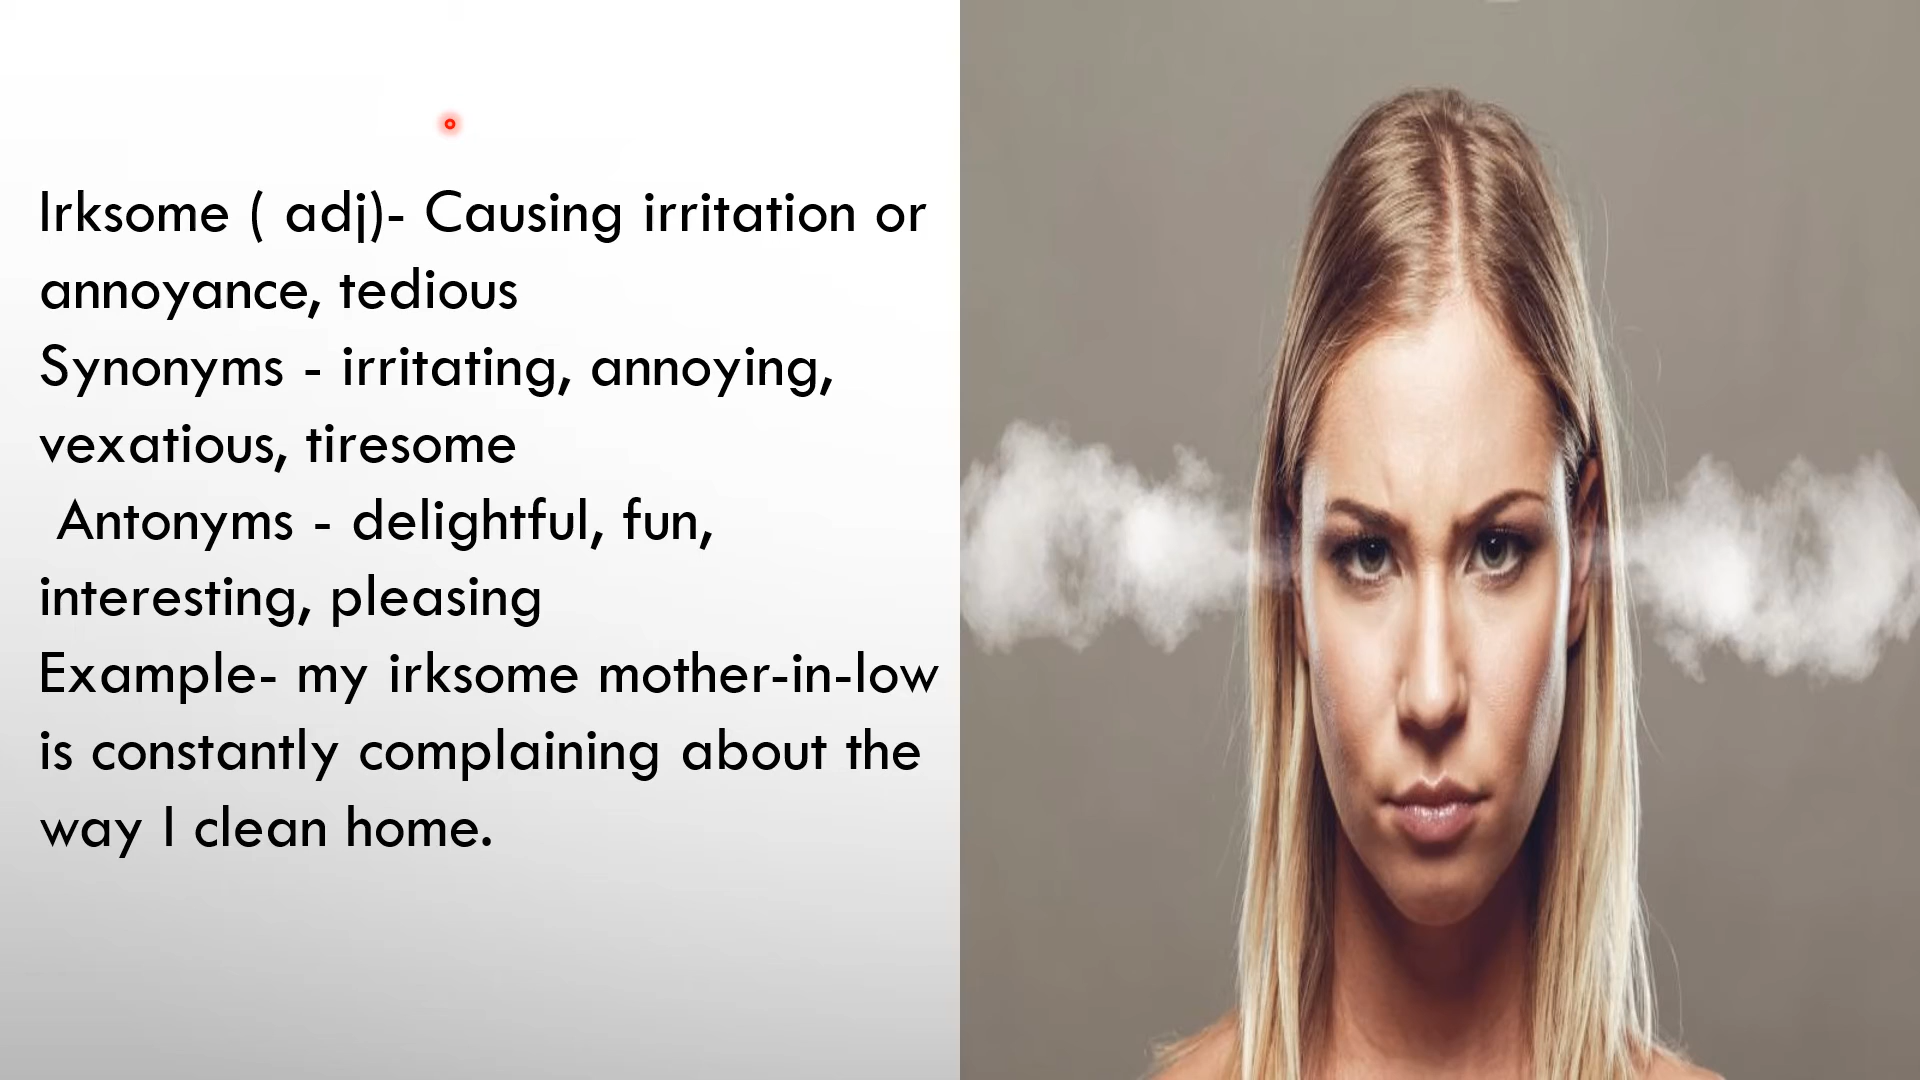 Irksome ( adj)- Causing irritation or
annoyance, tedious
Synonyms - irritating, annoying,
vexatious, tiresome
Antonyms - delightful, fun,
interesting, pleasing
Example- my irksome mother-in-low
is constantly complaining about the
way I clean home.